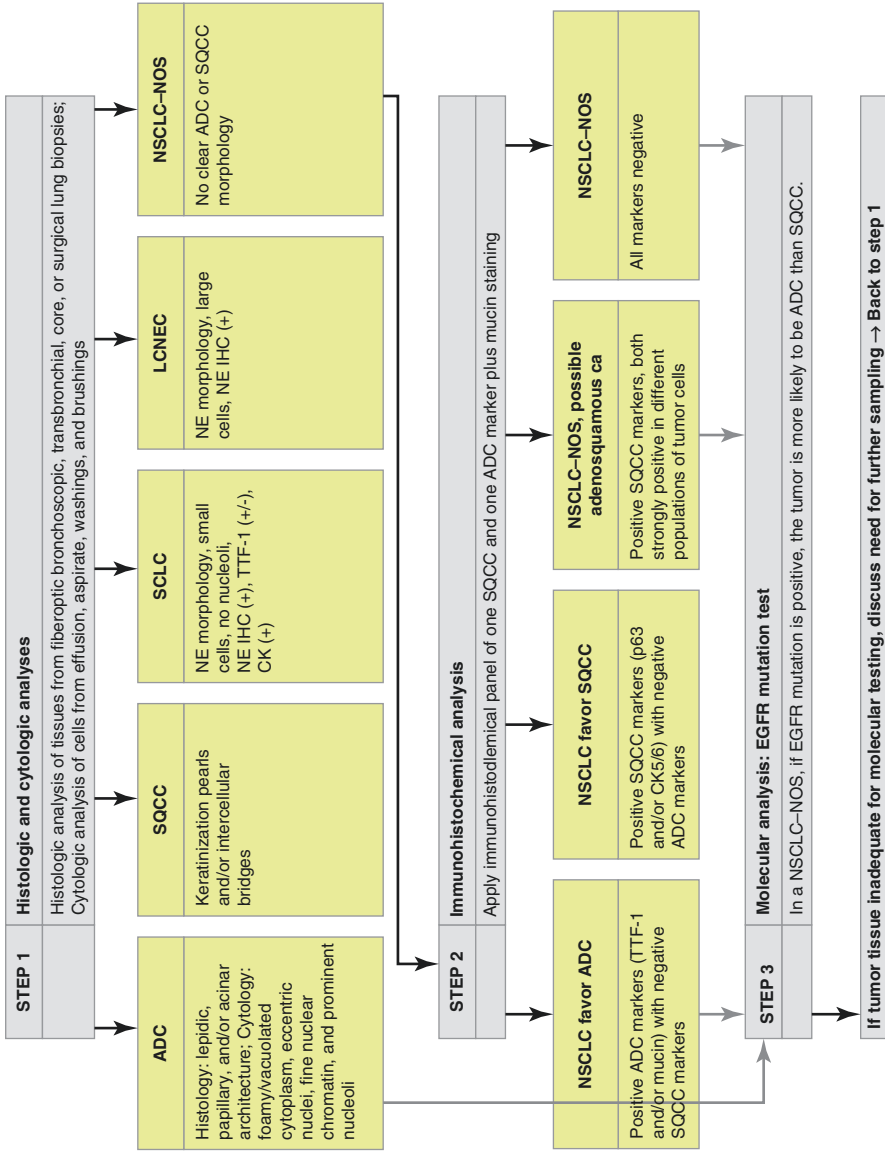 STEP 1
Histologic and cytologic analyses
Histologic analysis of tissues from fiberoptic bronchoscopic, transbronchial, core, or surgical lung biopsies;
Cytologic analysis of cells from effusion, aspirate, washings, and brushings
ADC
Histology: lepidic,
papillary, and/or acinar
architecture; Cytology:
foamy/vacuolated
cytoplasm, eccentric
nuclei, fine nuclear
chromatin, and prominent
nucleoli
SQCC
Keratinization pearls
and/or intercellular
bridges
SCLC
NE morphology, small
cells, no nucleoli,
NE IHC (+), TTF-1 (+/-),
CK (+)
LCNEC
NE morphology, large
cells, NE IHC (+)
NSCLC–NOS
No clear ADC or SQCC
morphology
STEP 2
Immunohistochemical analysis
Apply immunohistodlemical panel of one SQCC and one ADC marker plus mucin staining
NSCLC favor ADC
Positive ADC markers (TTF-1
and/or mucin) with negative
SQCC markers
NSCLC favor SQCC
Positive SQCC markers (p63
and/or CK5/6) with negative
ADC markers
NSCLC–NOS, possible
adenosquamous ca
Positive SQCC markers, both
strongly positive in different
populations of tumor cells
NSCLC–NOS
All markers negative
STEP 3
Molecular analysis: EGFR mutation test
In a NSCLC–NOS, if EGFR mutation is positive, the tumor is more likely to be ADC than SQCC.
If tumor tissue inadequate for molecular testing, discuss need for further sampling → Back to step 1